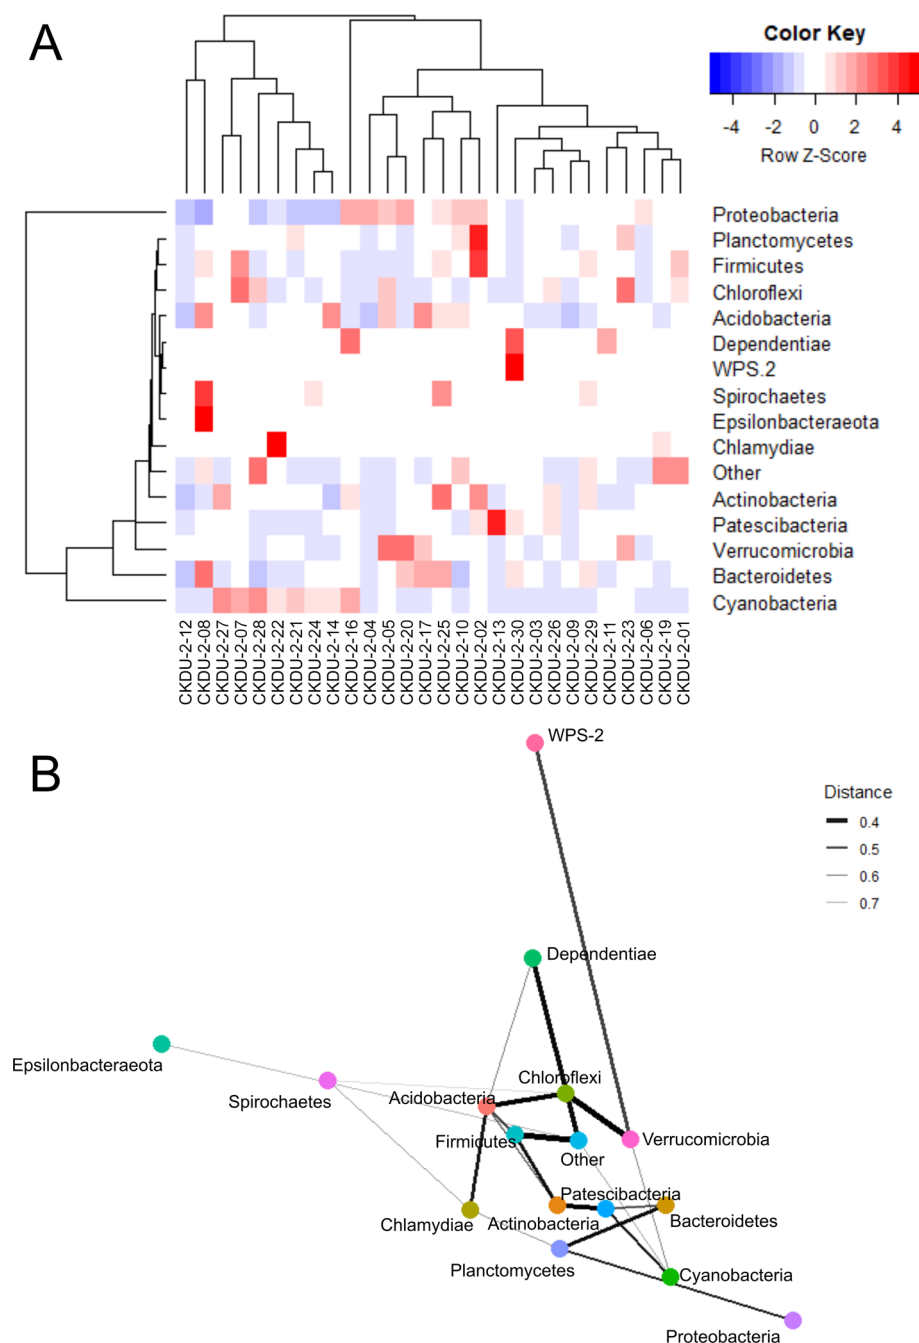 A
Color Key
-4 -2 0 2 4
Row Z-Score
Proteobacteria
Planctomycetes
Firmicutes
Chloroflexi
Acidobacteria
Dependentiae
WPS.2
Spirochaetes
Epsilonbacteraeota
Chlamydiae
Other
Actinobacteria
Patescibacteria
Verrucomicrobia
Bacteroidetes
Cyanobacteria
CKDU-2-12
CKDU-2-08
CKDU-2-27
CKDU-2-07
CKDU-2-28
CKDU-2-22
CKDU-2-21
CKDU-2-24
CKDU-2-14
CKDU-2-16
CKDU-2-04
CKDU-2-05
CKDU-2-20
CKDU-2-17
CKDU-2-25
CKDU-2-10
CKDU-2-02
CKDU-2-13
CKDU-2-30
CKDU-2-03
CKDU-2-26
CKDU-2-09
CKDU-2-29
CKDU-2-11
CKDU-2-23
CKDU-2-06
CKDU-2-19
CKDU-2-01
B
WPS-2
Distance
0.4
0.5
0.6
0.7
Dependentiae
Epsilonbacteraeota
Spirochaetes
Chloroflexi
Acidobacteria
Firmicutes
Other
Verrucomicrobia
Patescibacteria
Chlamydiae
Actinobacteria
Bacteroidetes
Planctomycetes
Cyanobacteria
Proteobacteria